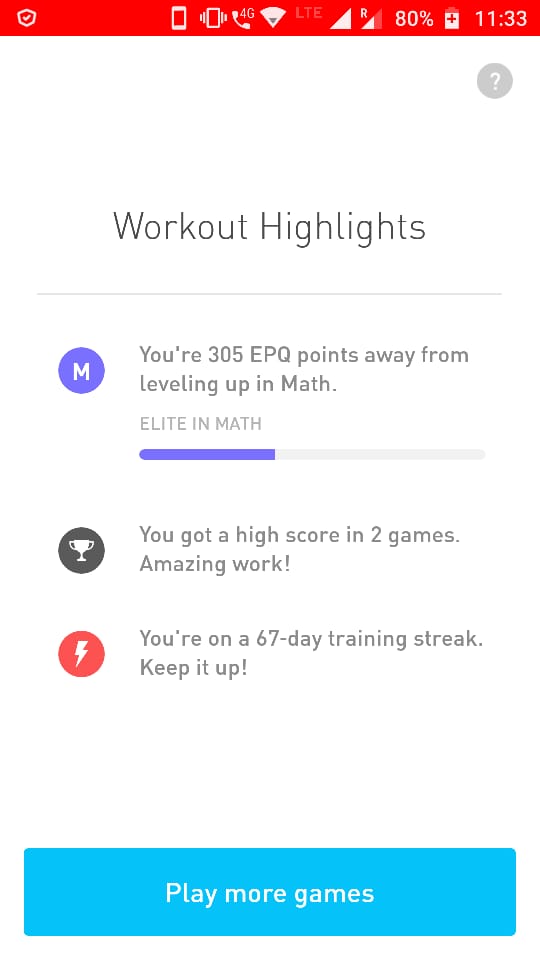 4G LTE R 80% 11:33
?
Workout Highlights
M
You're 305 EPQ points away from
leveling up in Math.
ELITE IN MATH
You got a high score in 2 games.
Amazing work!
You're on a 67-day training streak.
Keep it up!
Play more games